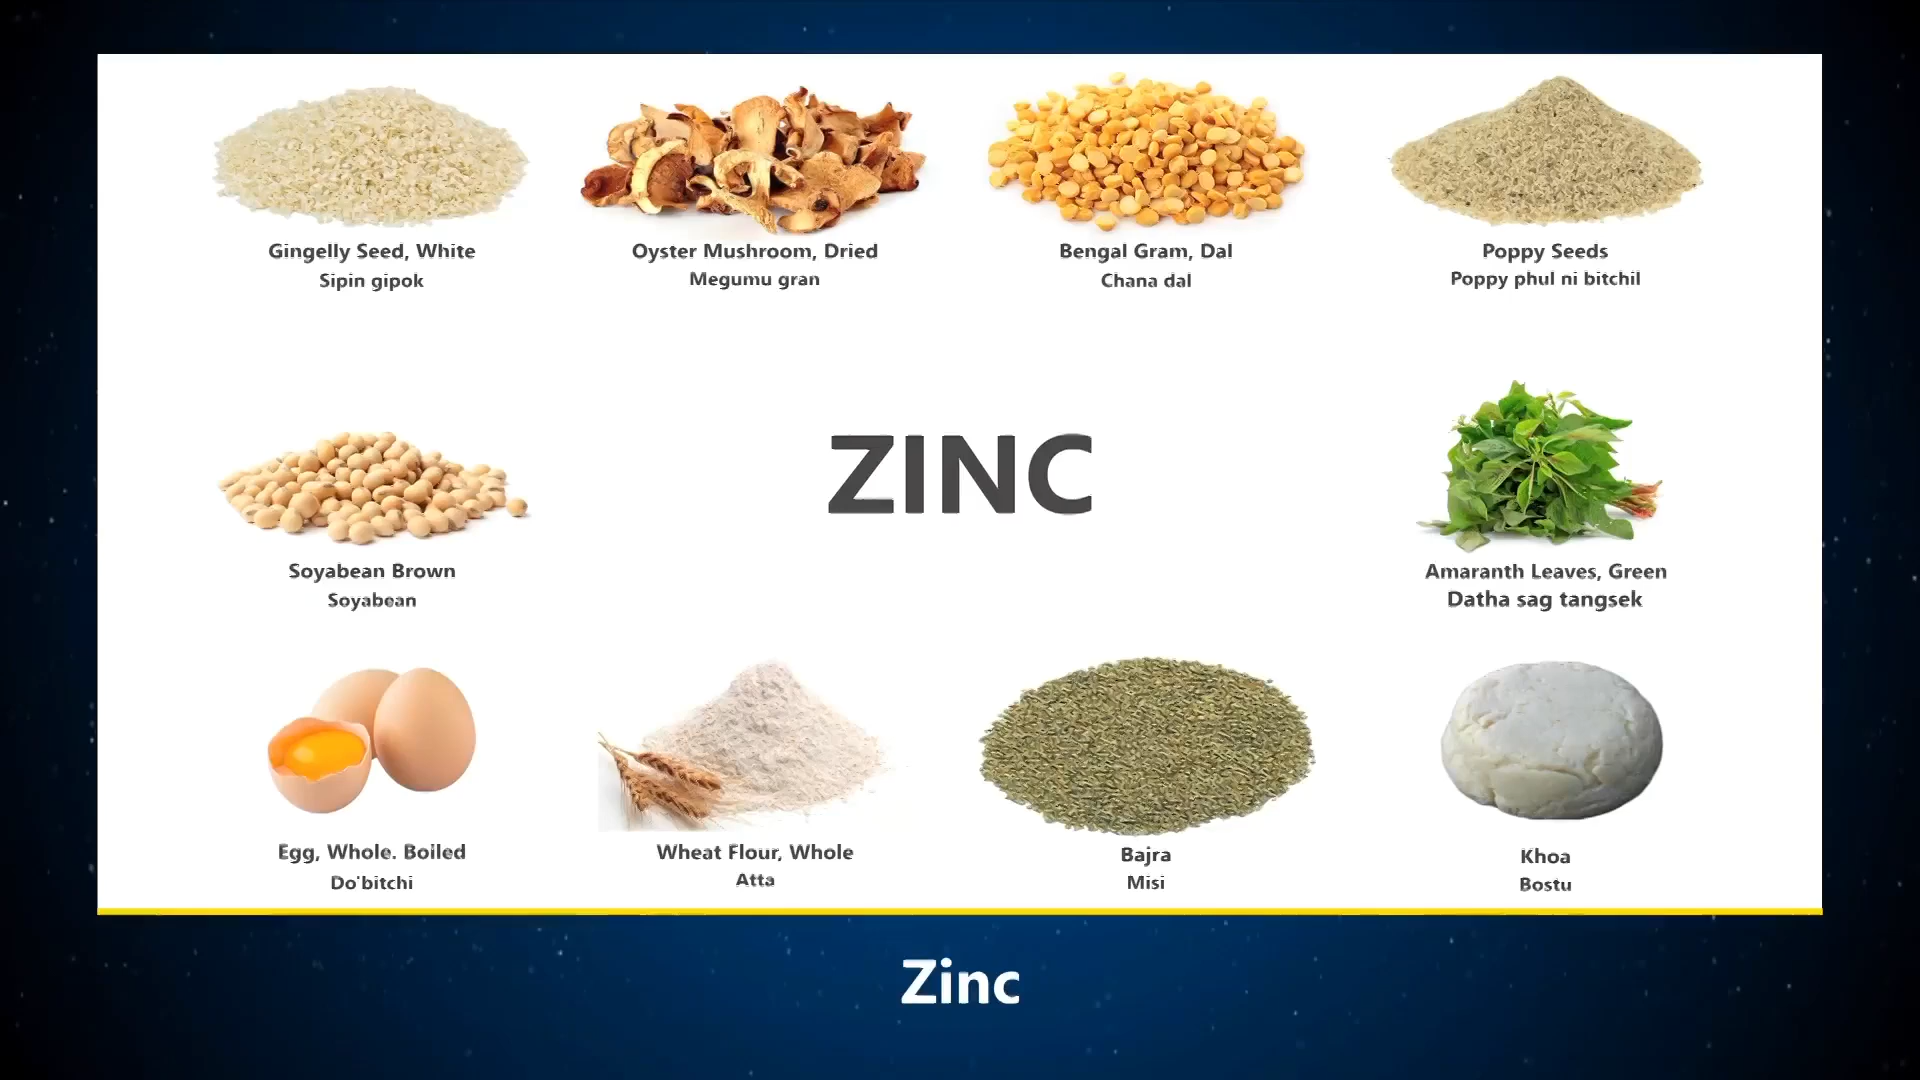 Gingelly Seed, White
Sipin gipok
Oyster Mushroom, Dried
Megumu gran
Bengal Gram, Dal
Chana dal
Poppy Seeds
Poppy phul ni bitchil
ZINC
Soyabean Brown
Soyabean
Amaranth Leaves, Green
Datha sag tangsek
Egg, Whole. Boiled
Do'bitchi
Wheat Flour, Whole
Atta
Bajra
Misi
Khoa
Bostu
Zinc